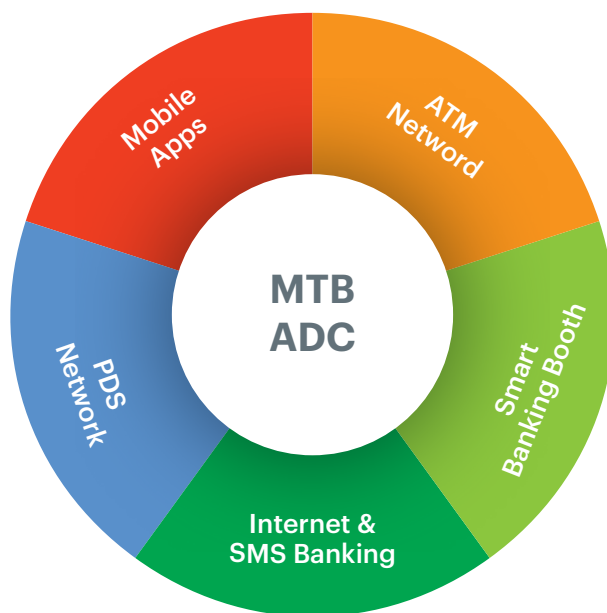 Mobile
Apps
ATM
Netword
MTB
ADC
PDS
Network
Smart
Banking Booth
Internet &
SMS Banking